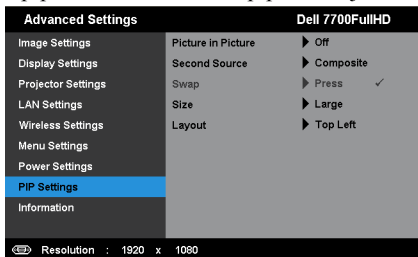 Advanced Settings Dell 7700FullHD
Image Settings Picture in Picture Off
Display Settings Second Source Composite
Projector Settings Swap Press
LAN Settings Size Large
Wireless Settings Layout Top Left
Menu Settings
Power Settings
PIP Settings
Information
Resolution : 1920 x 1080